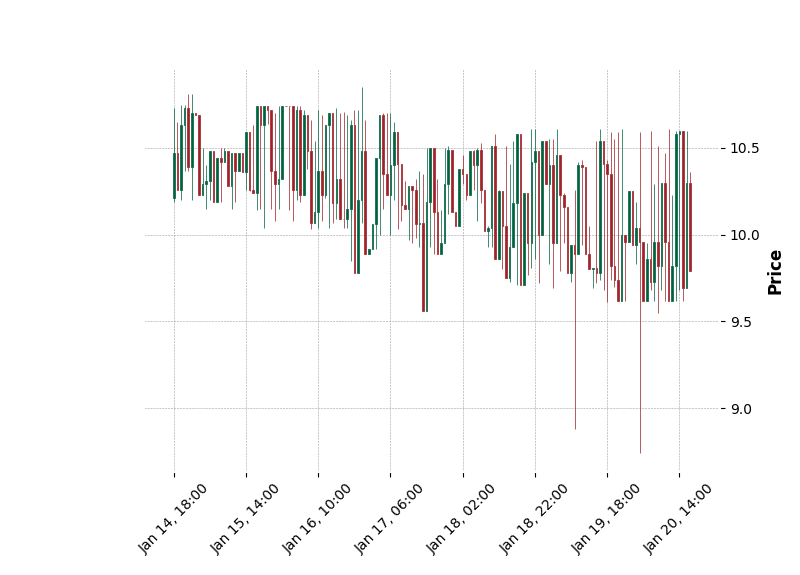 10.5
10.0
9.5
9.0
Price
Jan 14, 18:00
Jan 15, 14:00
Jan 16, 10:00
Jan 17, 06:00
Jan 18, 02:00
Jan 18, 22:00
Jan 19, 18:00
Jan 20, 14:00